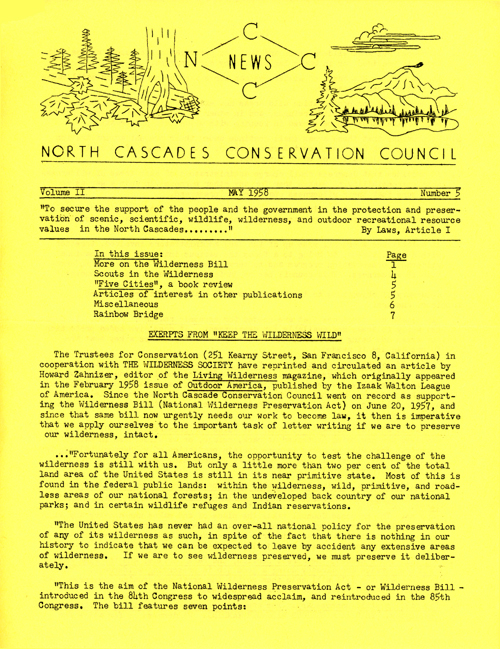 C
N NEWS C
C
NORTH CASCADES CONSERVATION COUNCIL
Volume II MAY 1958 Number 5
"To secure the support of the people and the government in the protection and preser-
vation of scenic, scientific, wildlife, wilderness, and outdoor recreational resource
values in the North Cascades........." By Laws, Article I
In this issue: Page
More on the Wilderness Bill 1
Scouts in the Wilderness 4
"Five Cities", a book review 5
Articles of interest in other publications 5
Miscellaneous 6
Rainbow Bridge 7
EXCERPTS FROM "KEEP THE WILDERNESS WILD"
The Trustees for Conservation (251 Kearny Street, San Francisco 8, California) in
cooperation with THE WILDERNESS SOCIETY have reprinted and circulated an article by
Howard Zahnizer, editor of the Living Wilderness magazine, which originally appeared
in the February 1958 issue of Outdoor America, published by the Izaak Walton League
of America. Since the North Cascade Conservation Council went on record as support-
ing the Wilderness Bill (National Wilderness Preservation Act) on June 20, 1957, and
since that same bill now urgently needs our work to become law, it then is imperative
that we apply ourselves to the important task of letter writing if we are to preserve
our wilderness, intact.
..."Fortunately for all Americans, the opportunity to test the challenge of the
wilderness is still with us. But only a little more than two per cent of the total
land area of the United States is still in its near primitive state. Most of this is
found in the federal public lands: within the wilderness, wild, primitive, and road-
less areas of our national forests; in the undeveloped back country of our national
parks; and in certain wildlife refuges and Indian reservations.
"The United States has never had an over-all national policy for the preservation
of any of its wilderness as such, in spite of the fact that there is nothing in our
history to indicate that we can be expected to leave by accident any extensive areas
of wilderness. If we are to see wilderness preserved, we must preserve it deliber-
ately.
"This is the aim of the National Wilderness Preservation Act - or Wilderness Bill -
introduced in the 84th Congress to widespread acclaim, and reintroduced in the 85th
Congress. The bill features seven points: